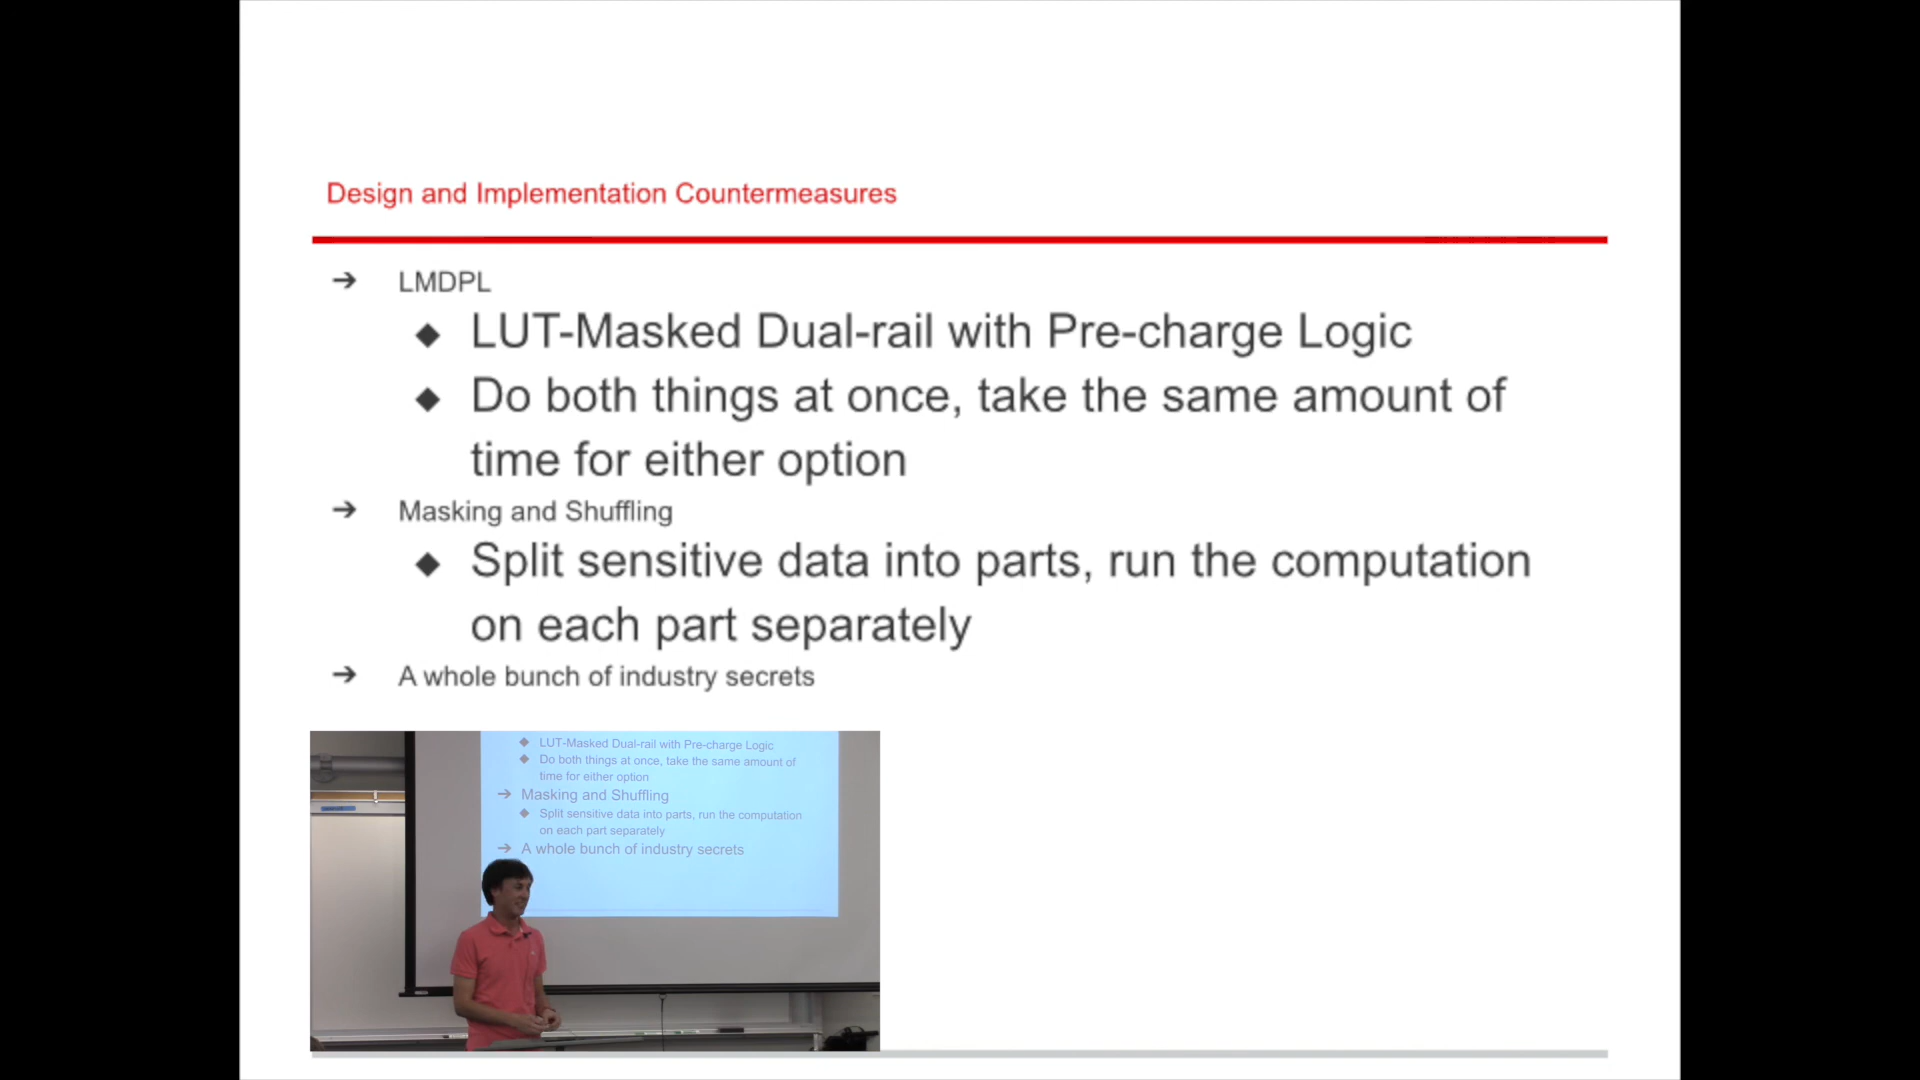 Design and Implementation Countermeasures
➔ LMDPL
◆ LUT-Masked Dual-rail with Pre-charge Logic
◆ Do both things at once, take the same amount of
time for either option
➔ Masking and Shuffling
◆ Split sensitive data into parts, run the computation
on each part separately
➔ A whole bunch of industry secrets
◆ LUT-Masked Dual-rail with Pre-charge Logic
◆ Do both things at once, take the same amount of
time for either option
➔ Masking and Shuffling
◆ Split sensitive data into parts, run the computation
on each part separately
➔ A whole bunch of industry secrets